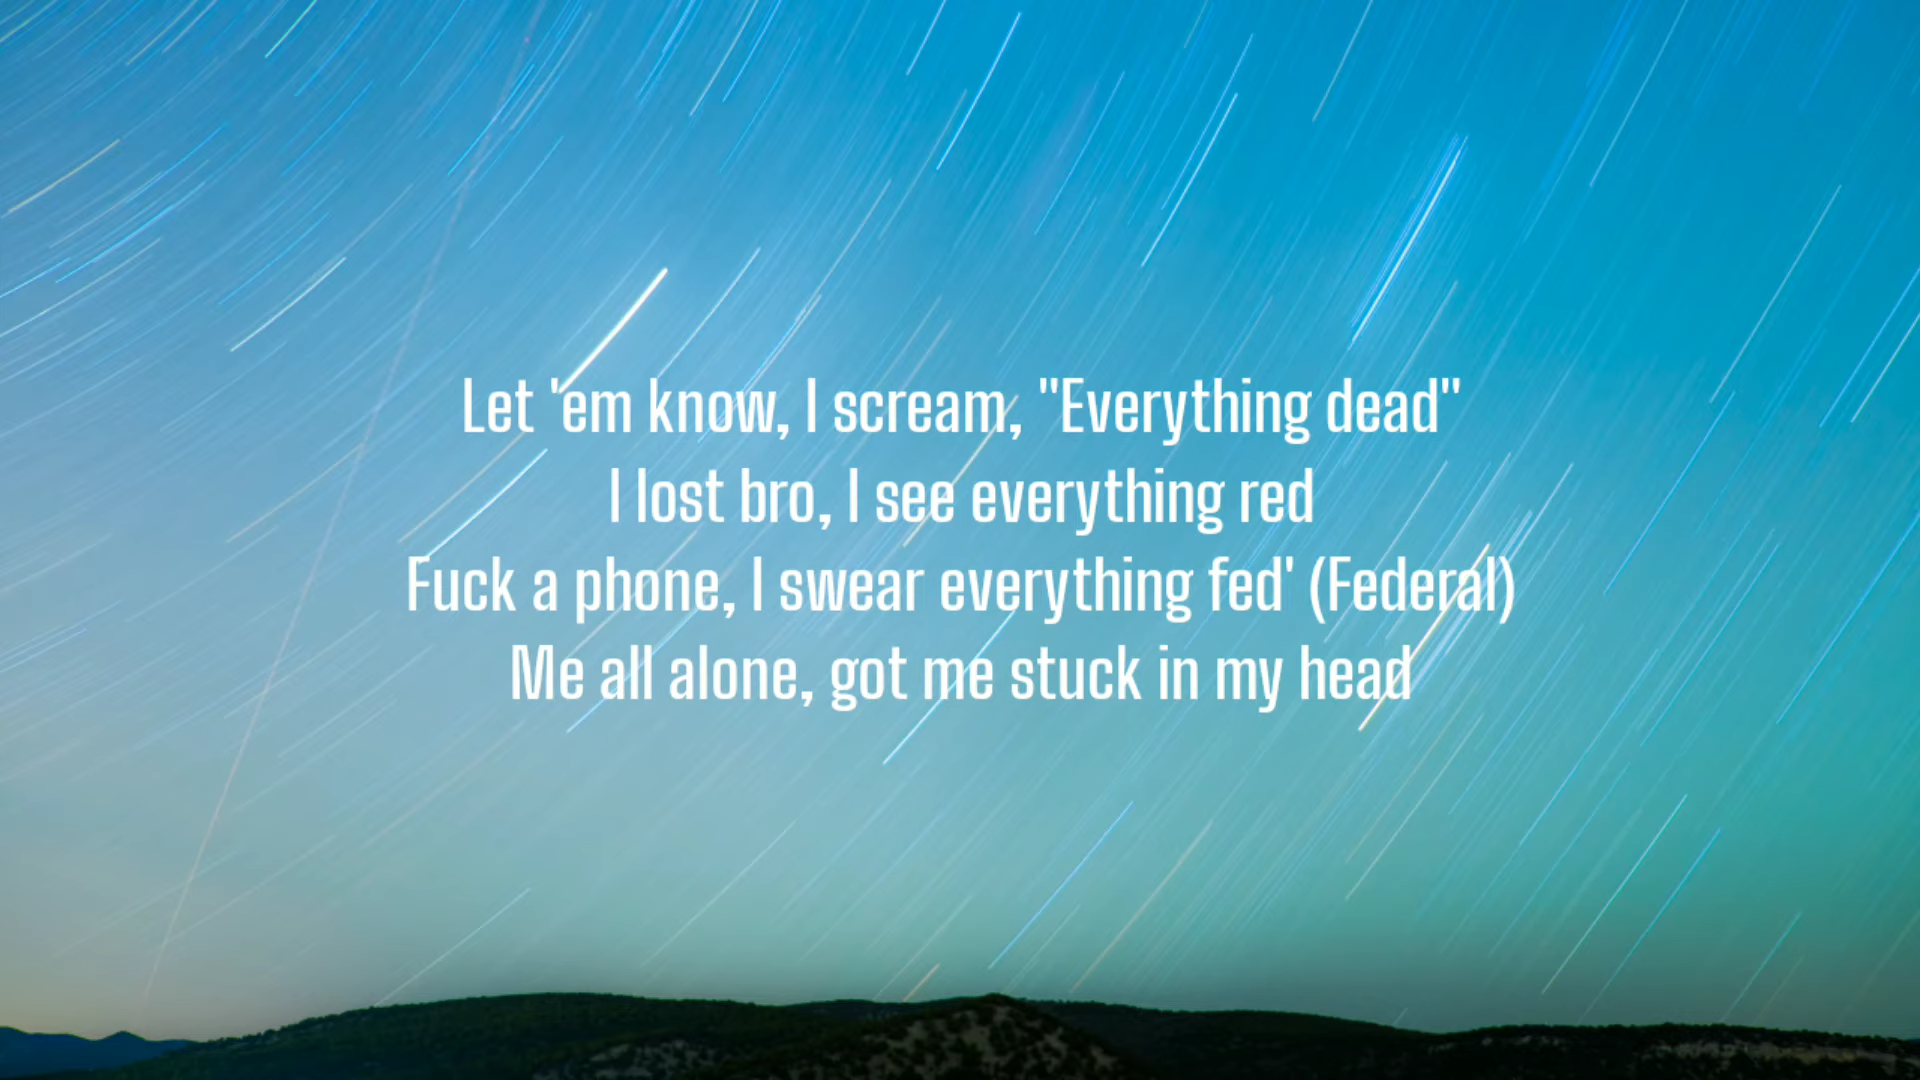 Let 'em know, I scream, "Everything dead"
I lost bro, I see everything red
Fuck a phone, I swear everything fed' (Federal)
Me all alone, got me stuck in my head